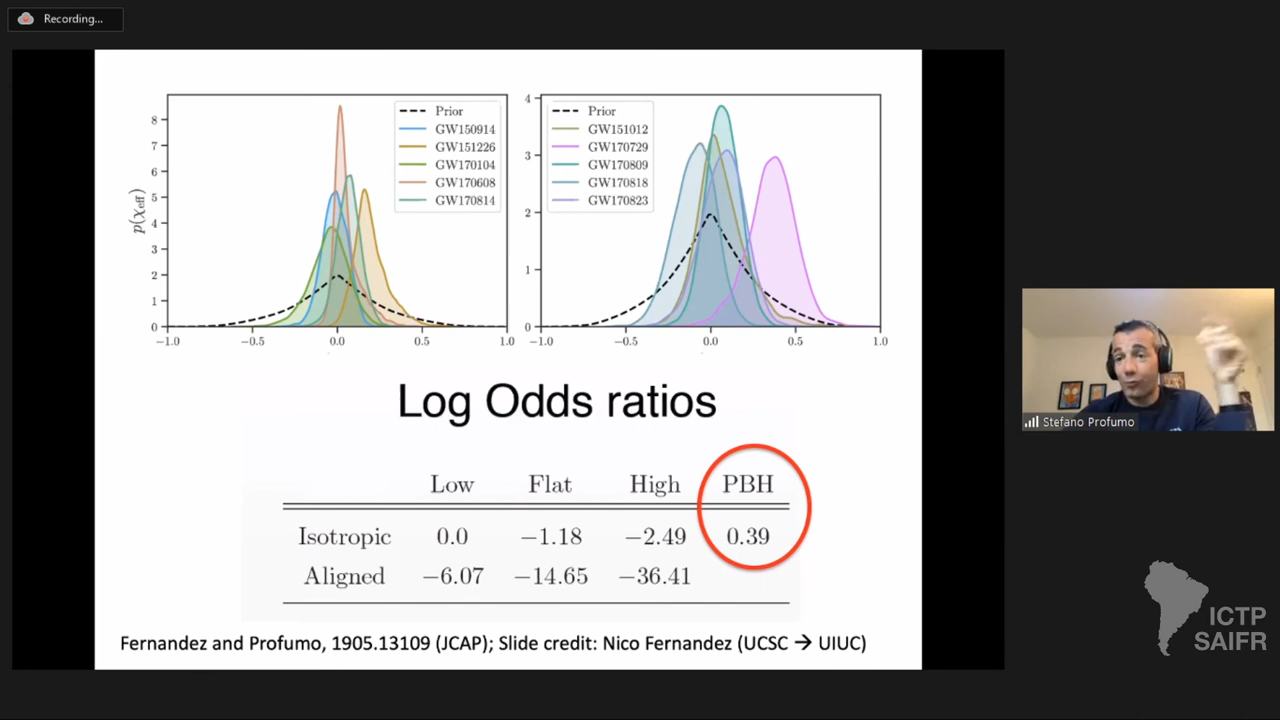 Recording...
8
7
6
5
4
3
2
1
0
p(χeff)
−1.0
−0.5
0.0
0.5
1.0
Prior
GW150914
GW151226
GW170104
GW170608
GW170814
4
3
2
1
0
−1.0
−0.5
0.0
0.5
1.0
Prior
GW151012
GW170729
GW170809
GW170818
GW170823
Log Odds ratios
Low Flat High PBH
Isotropic 0.0 −1.18 −2.49 0.39
Aligned −6.07 −14.65 −36.41
Fernandez and Profumo, 1905.13109 (JCAP); Slide credit: Nico Fernandez (UCSC → UIUC)
Stefano Profumo
ICTP
SAIFR